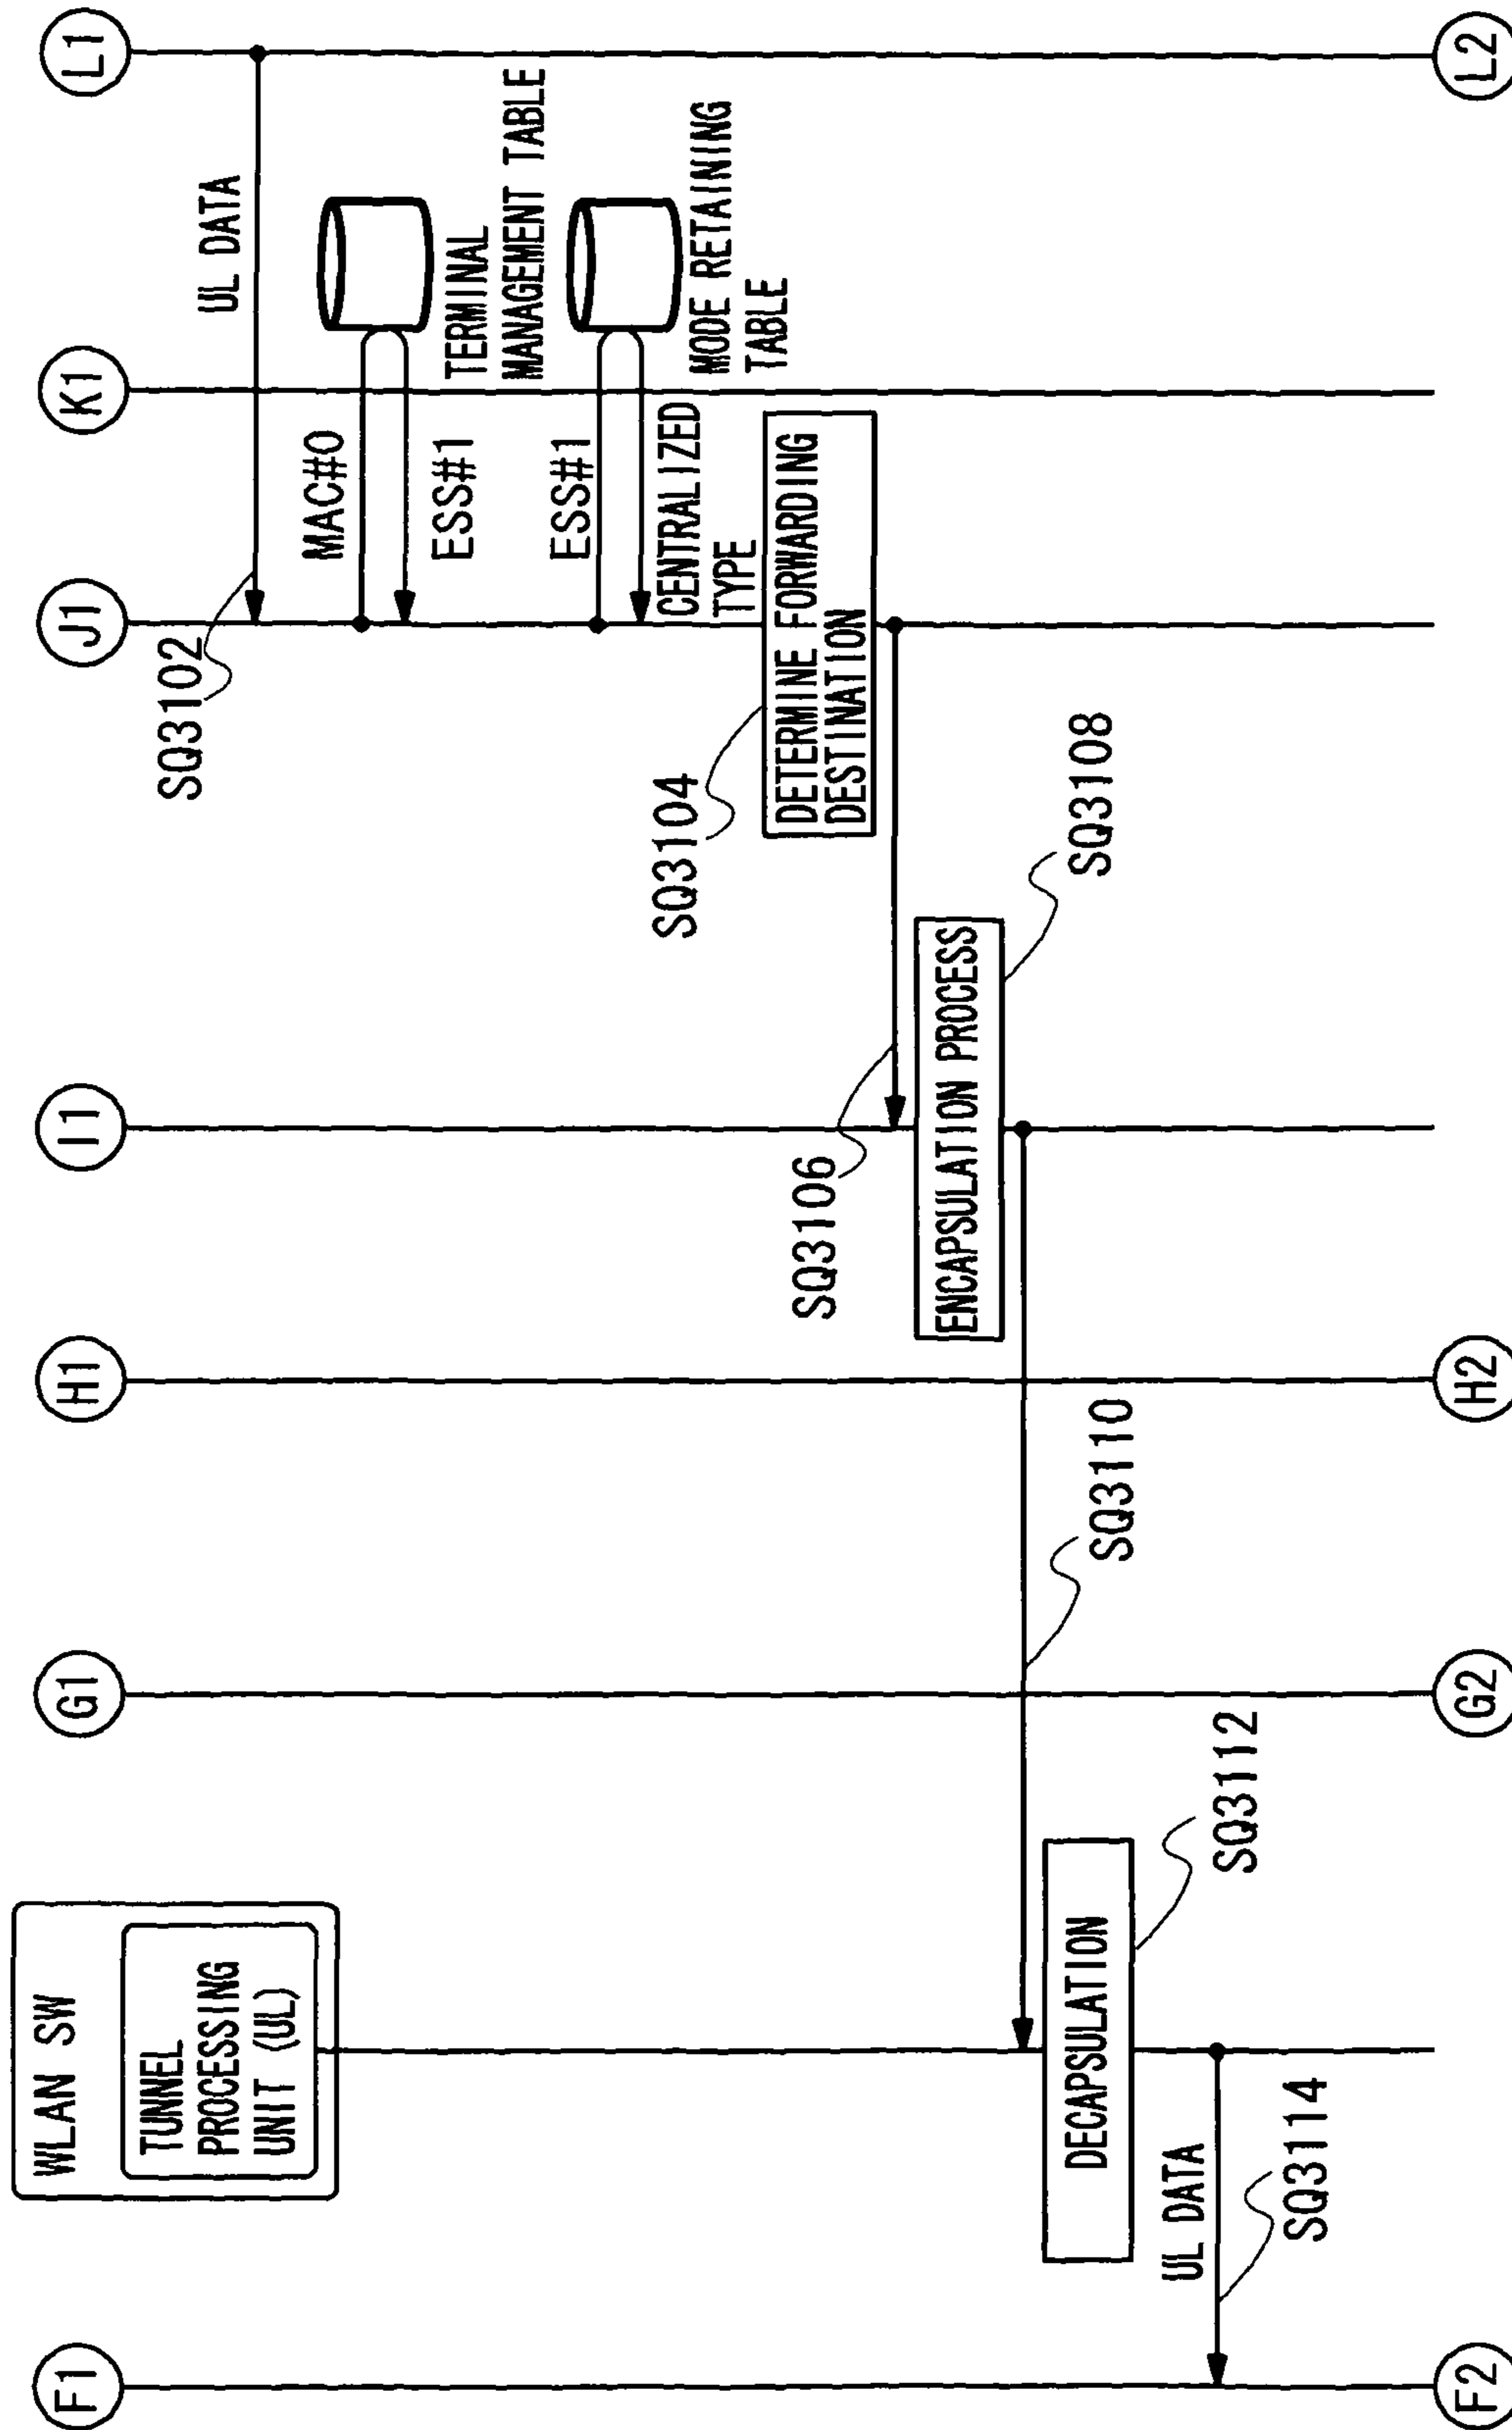 F1
G1
H1
I1
J1
K1
L1
WLAN SW
TUNNEL
PROCESSING
UNIT (UL)
UL DATA
SQ3102
MAC#0
ESS#1
TERMINAL
MANAGEMENT TABLE
ESS#1
CENTRALIZED
TYPE
MODE RETAINING
TABLE
SQ3104
DETERMINE FORWARDING
DESTINATION
SQ3106
ENCAPSULATION PROCESS
SQ3108
SQ3110
DECAPSULATION
SQ3112
UL DATA
SQ3114
F2
G2
H2
L2